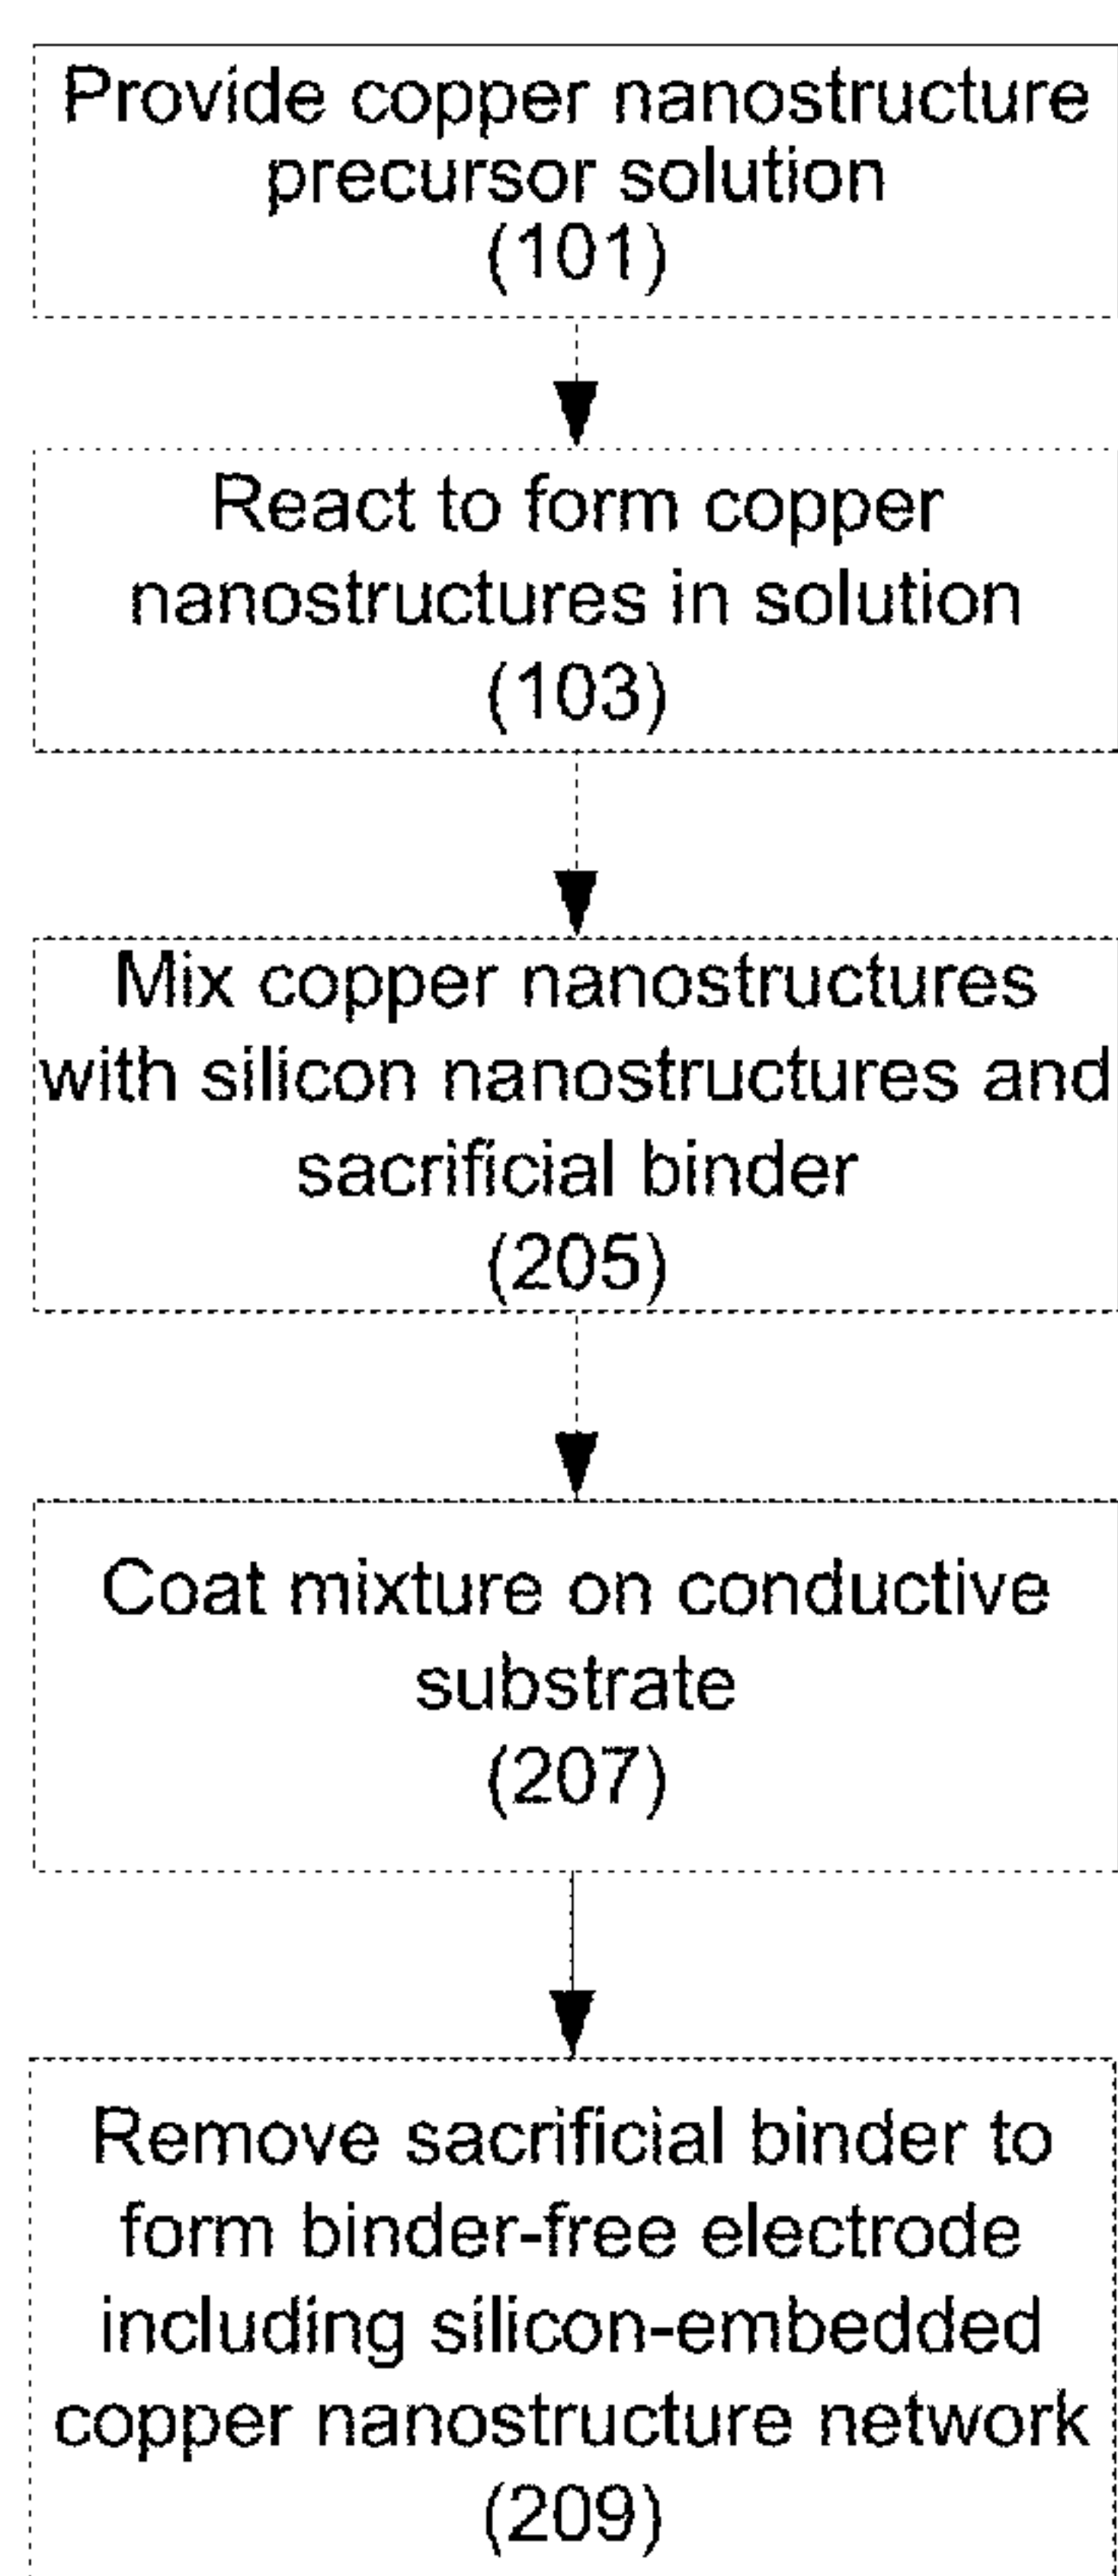 Provide copper nanostructure
precursor solution
(101)
React to form copper
nanostructures in solution
(103)
Mix copper nanostructures
with silicon nanostructures and
sacrificial binder
(205)
Coat mixture on conductive
substrate
(207)
Remove sacrificial binder to
form binder-free electrode
including silicon-embedded
copper nanostructure network
(209)